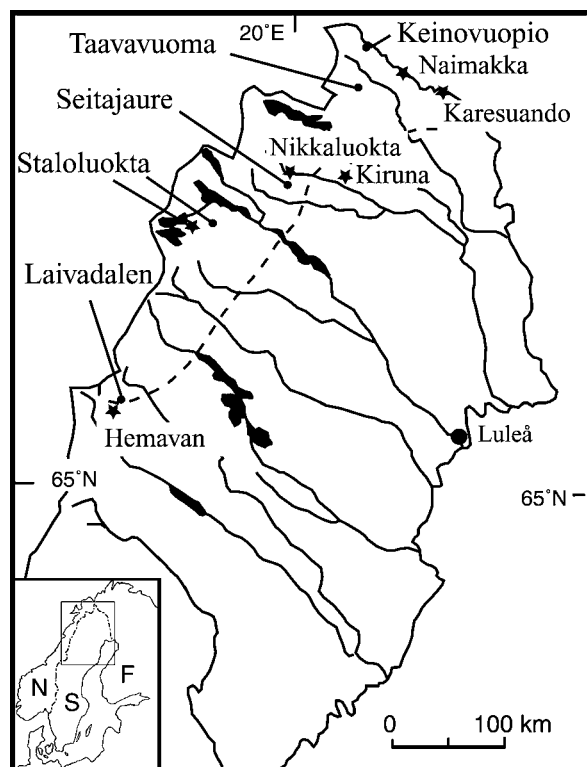 20˚E
Keinovuopio
Taavavuoma
Naimakka
Seitajaure
Karesuando
Nikkaluokta
Staloluokta
Kiruna
Laivadalen
Hemavan
Luleå
65˚N
65˚N
N
S
F
0
100 km